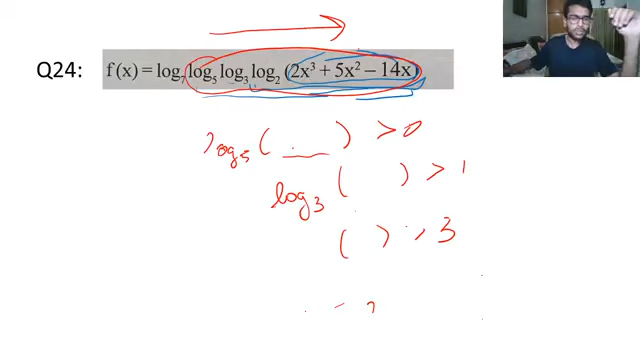 Q24: f(x) = log₇ log₅ log₃ log₂ (2x³ + 5x² − 14x)
log₅ ( ) > 0
log₃ ( ) > 1
( ) > 3